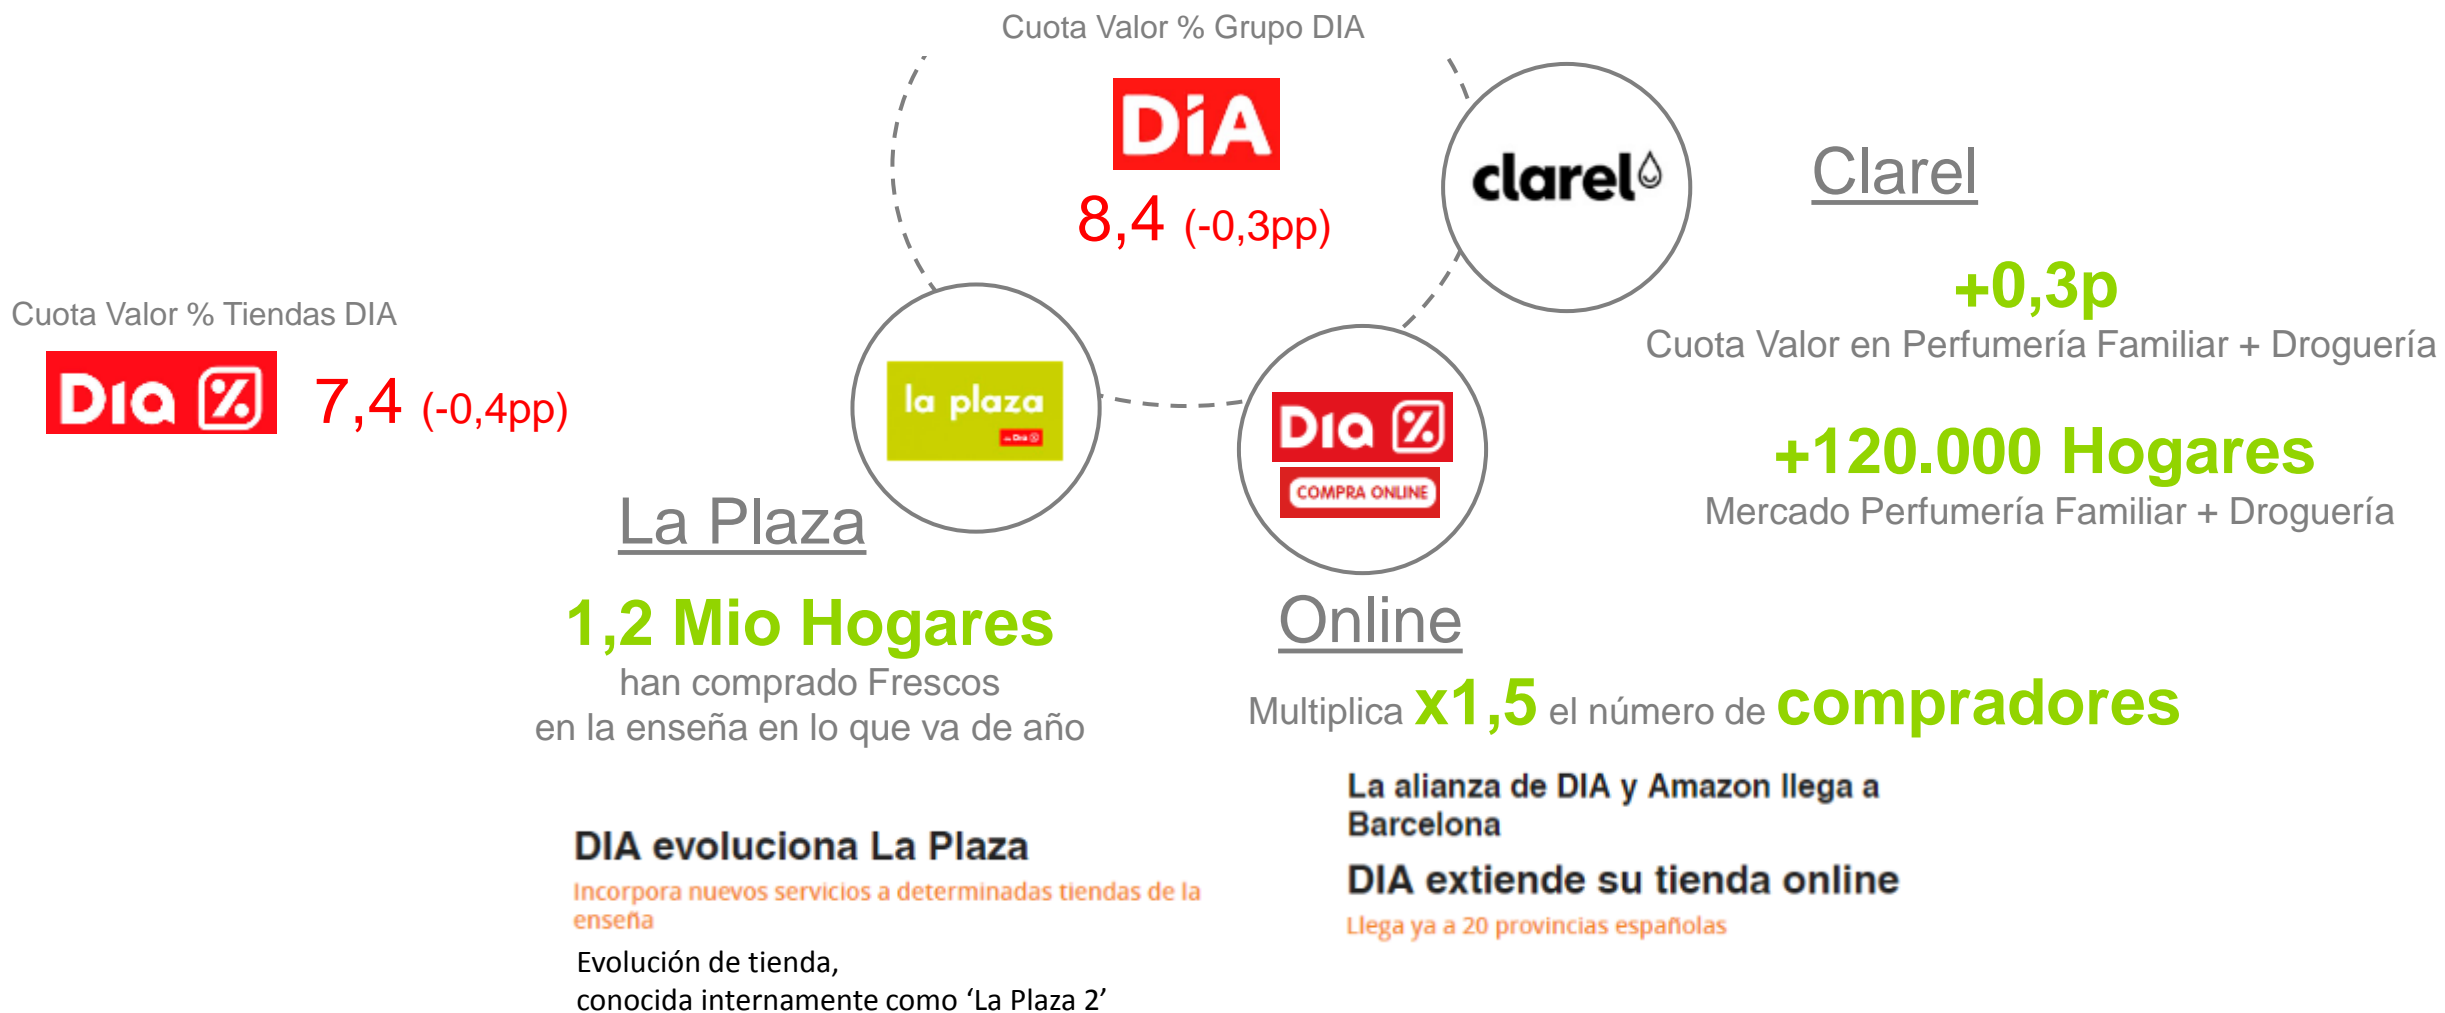 Cuota Valor % Grupo DIA
DiA
8,4 (-0,3pp)
clarel
Clarel
+0,3p
Cuota Valor en Perfumería Familiar + Droguería
+120.000 Hogares
Mercado Perfumería Familiar + Droguería
Cuota Valor % Tiendas DIA
Dia %
7,4 (-0,4pp)
la plaza
de Dia %
La Plaza
1,2 Mio Hogares
han comprado Frescos
en la enseña en lo que va de año
DIA evoluciona La Plaza
Incorpora nuevos servicios a determinadas tiendas de la
enseña
Evolución de tienda,
conocida internamente como ‘La Plaza 2’
Dia %
COMPRA ONLINE
Online
Multiplica x1,5 el número de compradores
La alianza de DIA y Amazon llega a
Barcelona
DIA extiende su tienda online
Llega ya a 20 provincias españolas